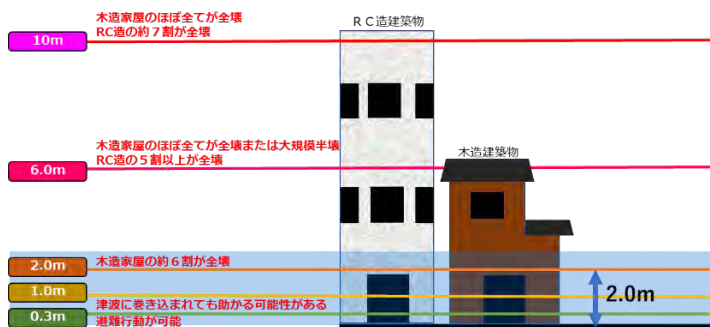 木造家屋のほぼ全てが全壊
RC造の約７割が全壊
10m
ＲＣ造建築物
木造家屋のほぼ全てが全壊または大規模半壊
RC造の５割以上が全壊
6.0m
木造建築物
木造家屋の約６割が全壊
2.0m
1.0m
2.0m
津波に巻き込まれても助かる可能性がある
0.3m
避難行動が可能